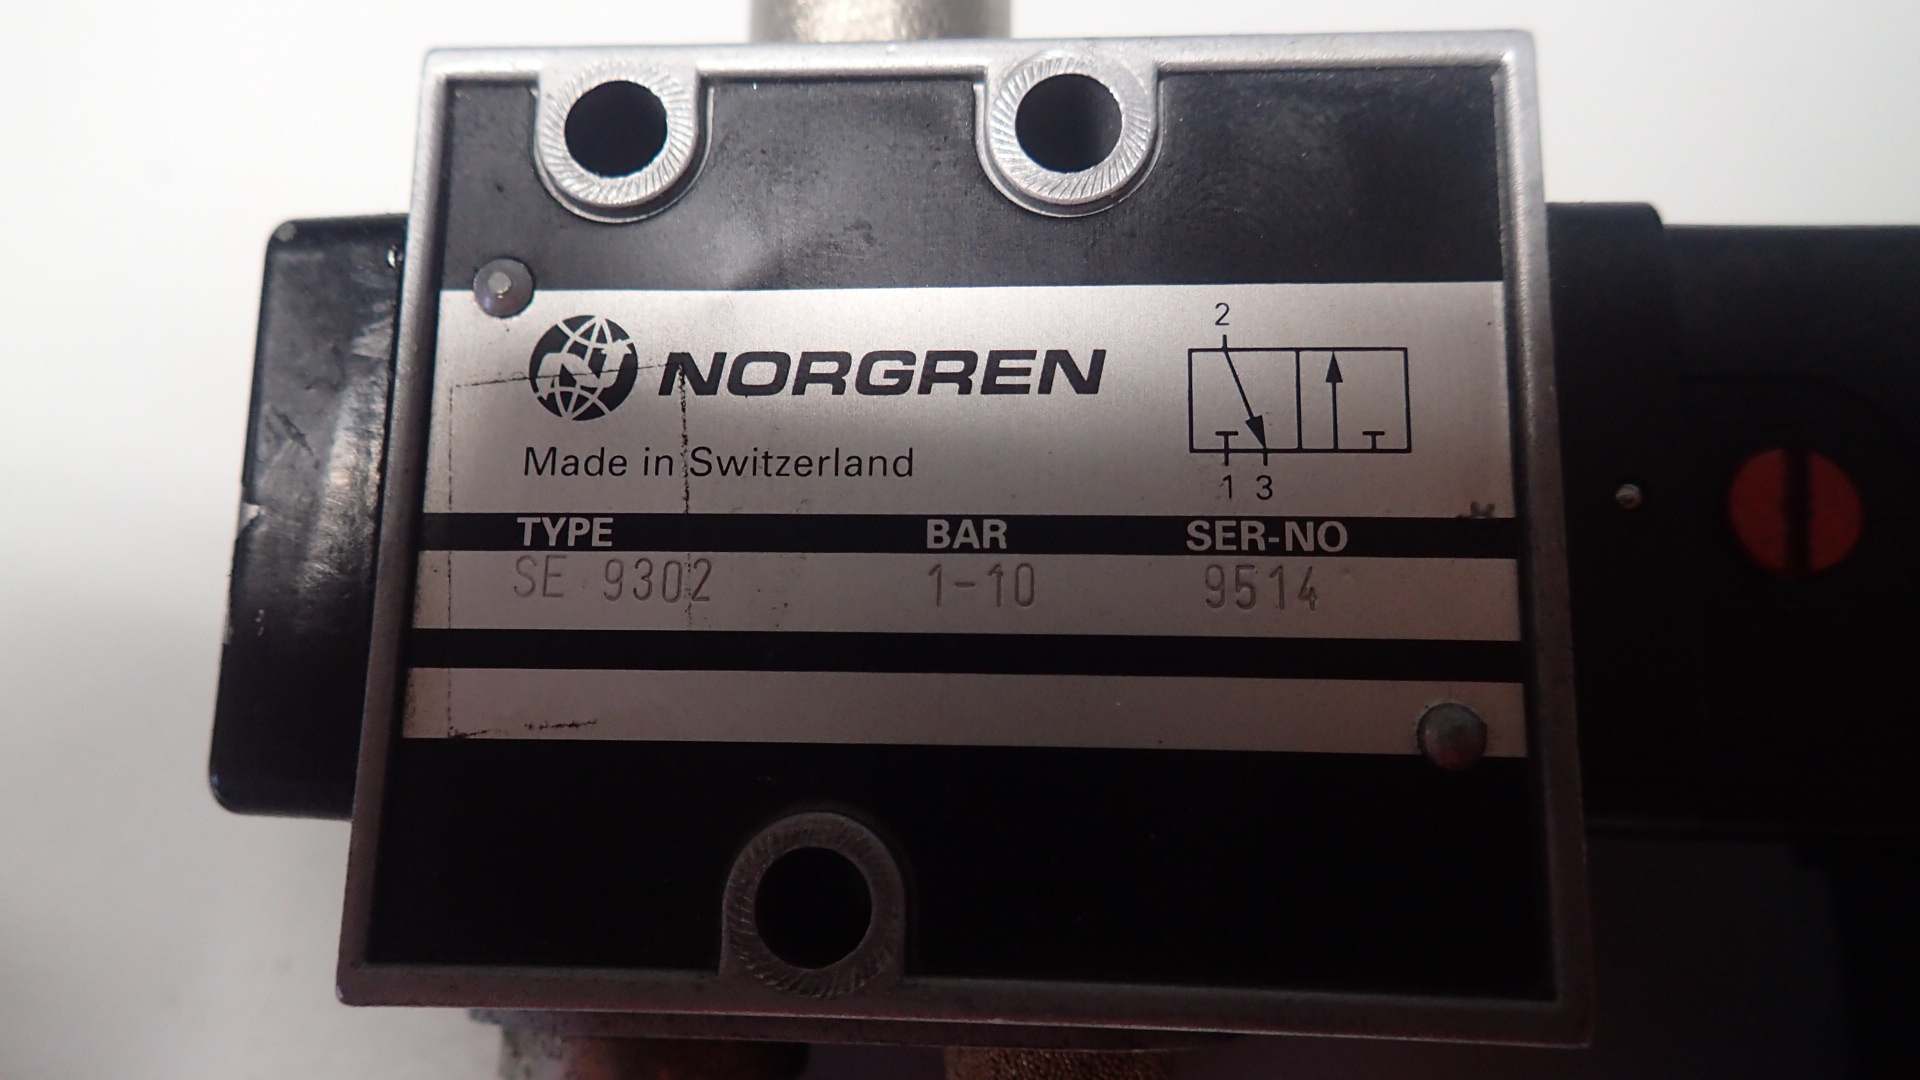 2
NORGREN
Made in Switzerland
1 3
TYPE BAR SER-NO
SE 9302 1-10 9514